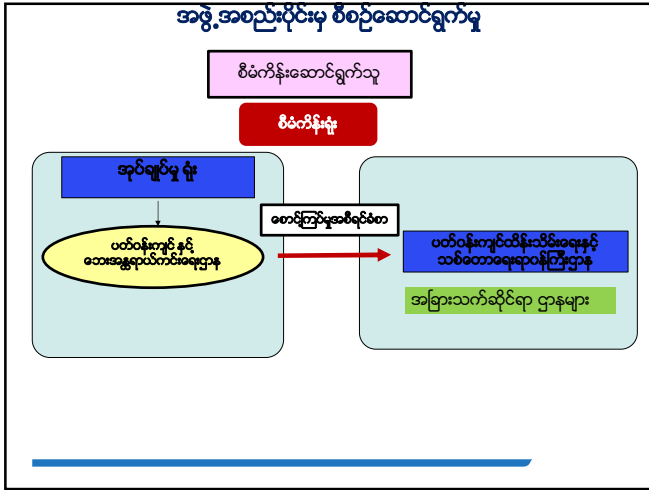 အဖွဲ့အစည်းပိုင်းမှ စီစဉ်ဆောင်ရွက်မှု
စီမံကိန်းဆောင်ရွက်သူ
စီမံကိန်းရုံး
အုပ်ချုပ်မှု ရုံး
ပတ်ဝန်းကျင် နှင့်
ဘေးအန္တရာယ်ကင်းရေးဌာန
စောင့်ကြပ်မှုအစီရင်ခံစာ
ပတ်ဝန်းကျင်ထိန်းသိမ်းရေးနှင့်
သစ်တောရေးရာဝန်ကြီးဌာန
အခြားသက်ဆိုင်ရာ ဌာနများ